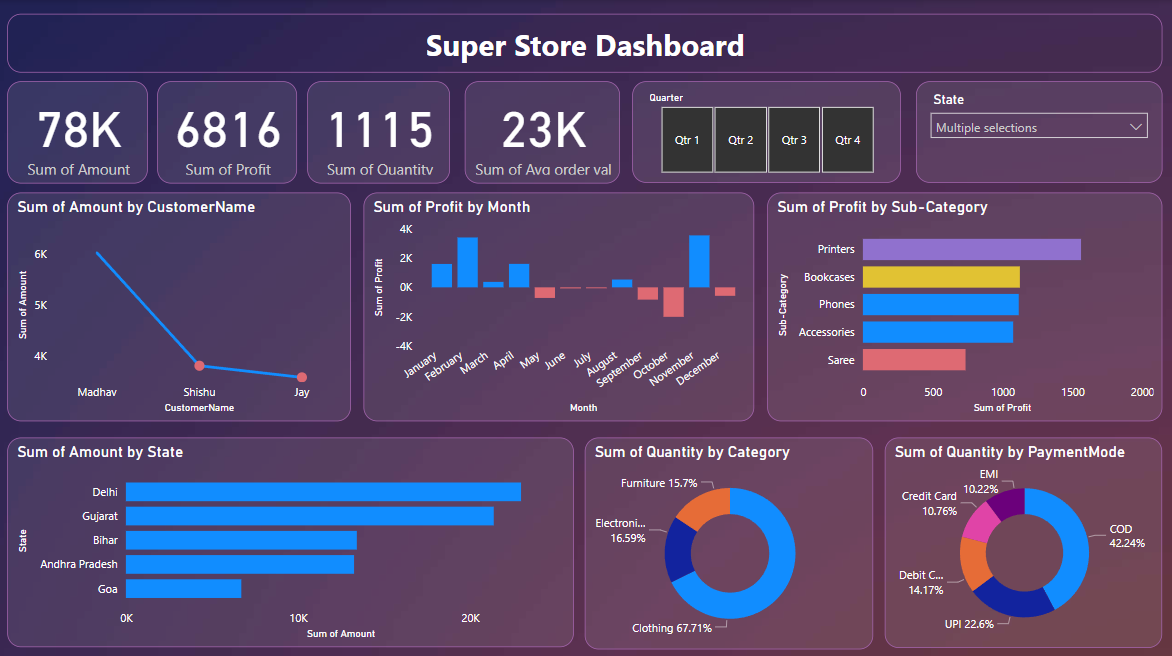 Super Store Dashboard
78K
Sum of Amount
6816
Sum of Profit
1115
Sum of Quantity
23K
Sum of Avg order val
Quarter
Qtr 1
Qtr 2
Qtr 3
Qtr 4
State
Multiple selections
Sum of Amount by CustomerName
Sum of Amount
6K
5K
4K
Madhav
Shishu
Jay
CustomerName
Sum of Profit by Month
Sum of Profit
4K
2K
0K
-2K
-4K
January
February
March
April
May
June
July
August
September
October
November
December
Month
Sum of Profit by Sub-Category
Sub-Category
Printers
Bookcases
Phones
Accessories
Saree
0
500
1000
1500
2000
Sum of Profit
Sum of Amount by State
State
Delhi
Gujarat
Bihar
Andhra Pradesh
Goa
0K
10K
20K
Sum of Amount
Sum of Quantity by Category
Furniture 15.7%
Electroni...
16.59%
Clothing 67.71%
Sum of Quantity by PaymentMode
EMI
10.22%
Credit Card
10.76%
Debit C...
14.17%
UPI 22.6%
COD
42.24%